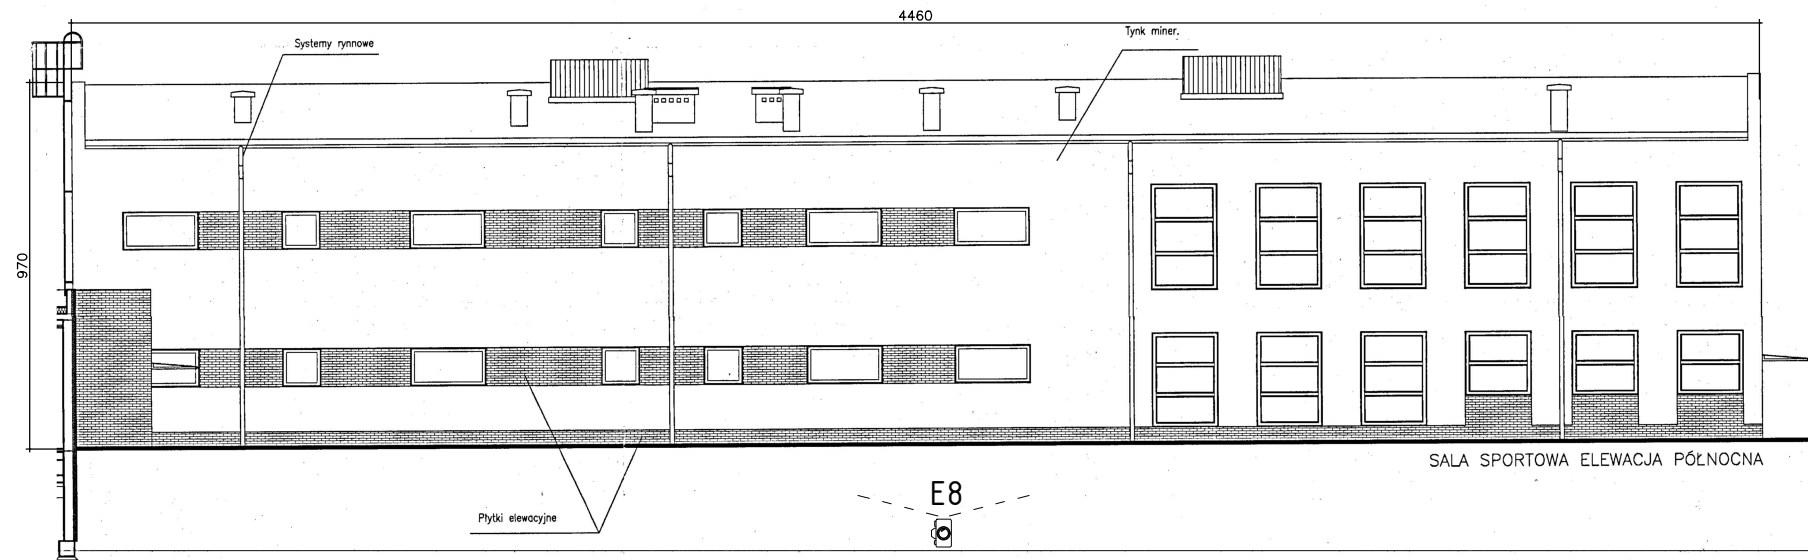 4460
Systemy rynnowe
Tynk miner.
970
SALA SPORTOWA ELEWACJA PÓŁNOCNA
E8
Płytki elewacyjne